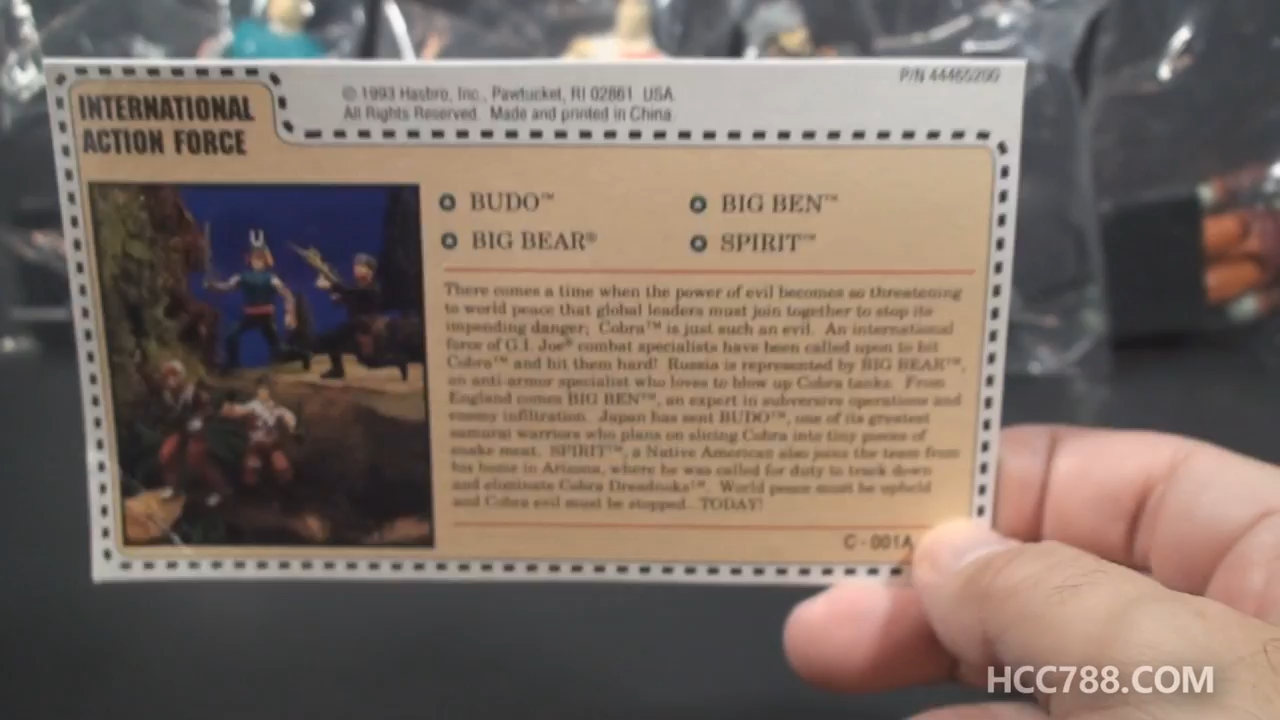 P/N 44465200
© 1993 Hasbro, Inc., Pawtucket, RI 02861 USA
All Rights Reserved. Made and printed in China.
INTERNATIONAL
ACTION FORCE
BUDO™
BIG BEN™
BIG BEAR®
SPIRIT™
There comes a time when the power of evil becomes so threatening
to world peace that global leaders must join together to stop its
impending danger; Cobra™ is just such an evil. An international
force of G.I. Joe® combat specialists have been called upon to hit
Cobra™ and hit them hard! Russia is represented by BIG BEAR™,
an anti-armor specialist who loves to blow up Cobra tanks. From
England comes BIG BEN™, an expert in subversive operations and
enemy infiltration. Japan has sent BUDO™, one of its greatest
samurai warriors who plans on slicing Cobra into tiny pieces of
snake meat. SPIRIT™, a Native American also joins the team from
his home in Arizona, where he was called for duty to track down
and eliminate Cobra Dreadnoks™. World peace must be upheld
and Cobra evil must be stopped...TODAY!
C-001A
HCC788.COM